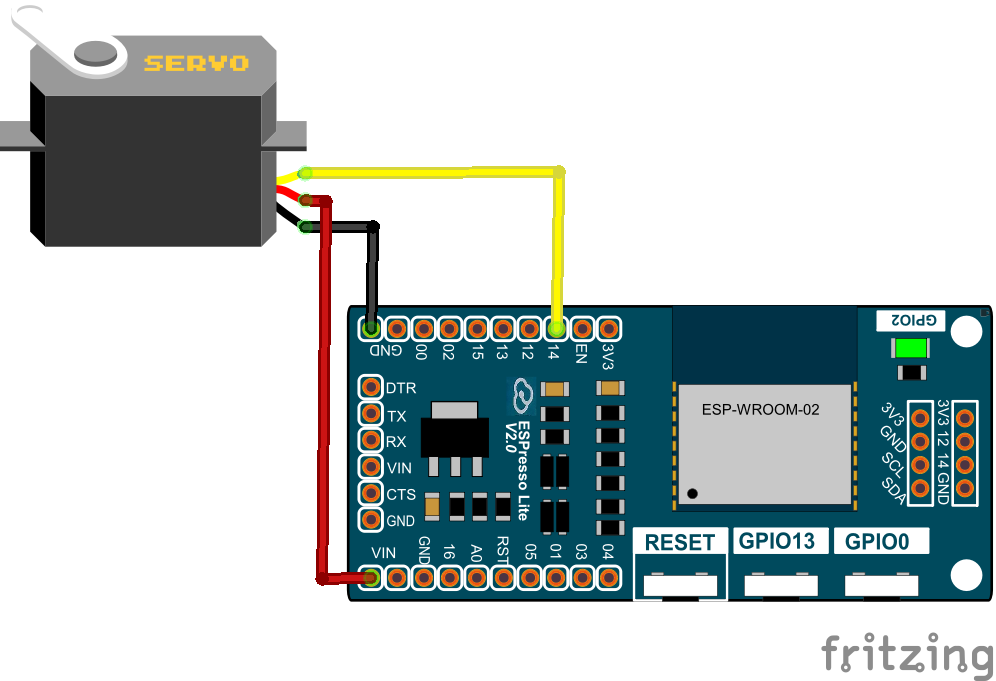 SERVO
GPIO2
GND
GND
00
02
15
13
12
14
EN
3V3
DTR
TX
RX
VIN
CTS
GND
ESPresso Lite
V2.0
ESP-WROOM-02
3V3
GND
SCL
SDA
3V3
12
14
GND
VIN
GND
16
A0
RST
05
01
03
04
RESET
GPIO13
GPIO0
fritzing